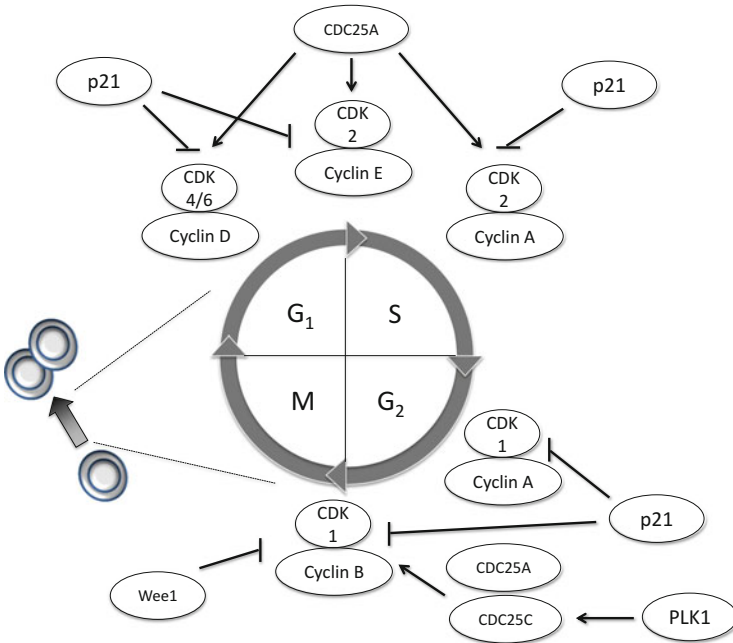 CDC25A
p21
p21
CDK
2
Cyclin E
CDK
4/6
Cyclin D
CDK
2
Cyclin A
G₁
S
M
G₂
CDK
1
Cyclin A
CDK
1
Cyclin B
p21
Wee1
CDC25A
CDC25C
PLK1